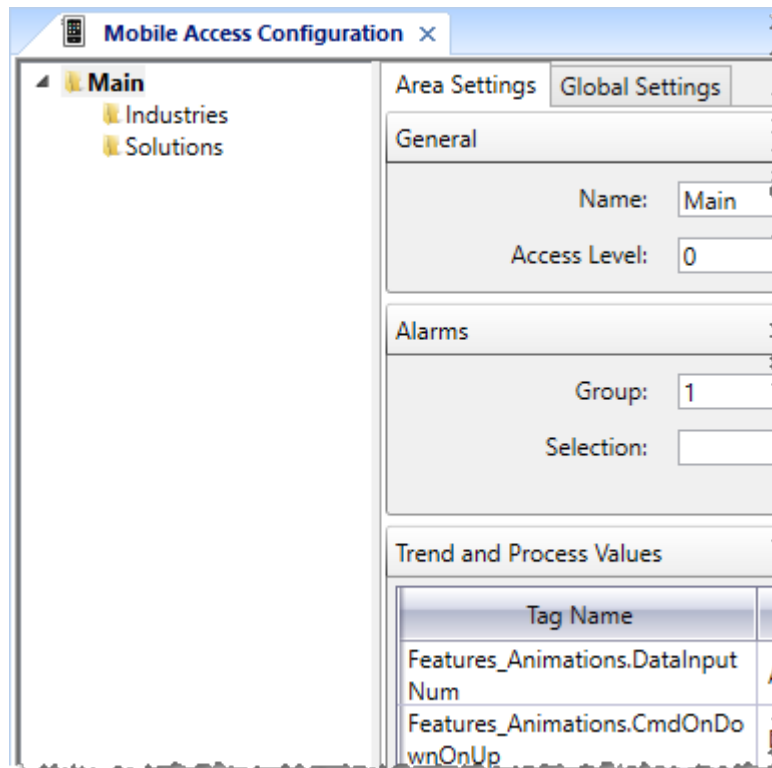 Mobile Access Configuration
Main
Industries
Solutions
Area Settings
Global Settings
General
Name:
Main
Access Level:
0
Alarms
Group:
1
Selection:
Trend and Process Values
Tag Name
Features_Animations.DataInput
Num
Features_Animations.CmdOnDo
wnOnUp